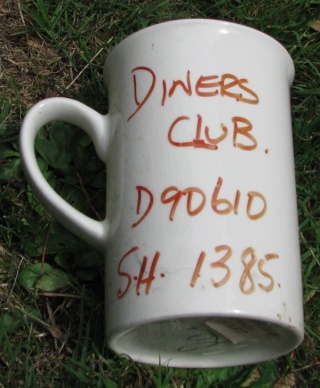 DINERS
CLUB.
D90610
S.H. 1385.